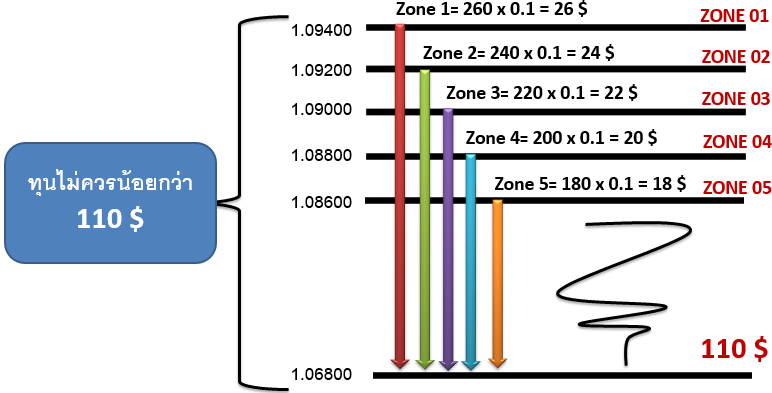 Zone 1= 260 x 0.1 = 26 $
ZONE 01
1.09400
Zone 2= 240 x 0.1 = 24 $
ZONE 02
1.09200
Zone 3= 220 x 0.1 = 22 $
ZONE 03
1.09000
Zone 4= 200 x 0.1 = 20 $
ZONE 04
1.08800
Zone 5= 180 x 0.1 = 18 $
ZONE 05
1.08600
ทุนไม่ควรน้อยกว่า
110 $
110 $
1.06800